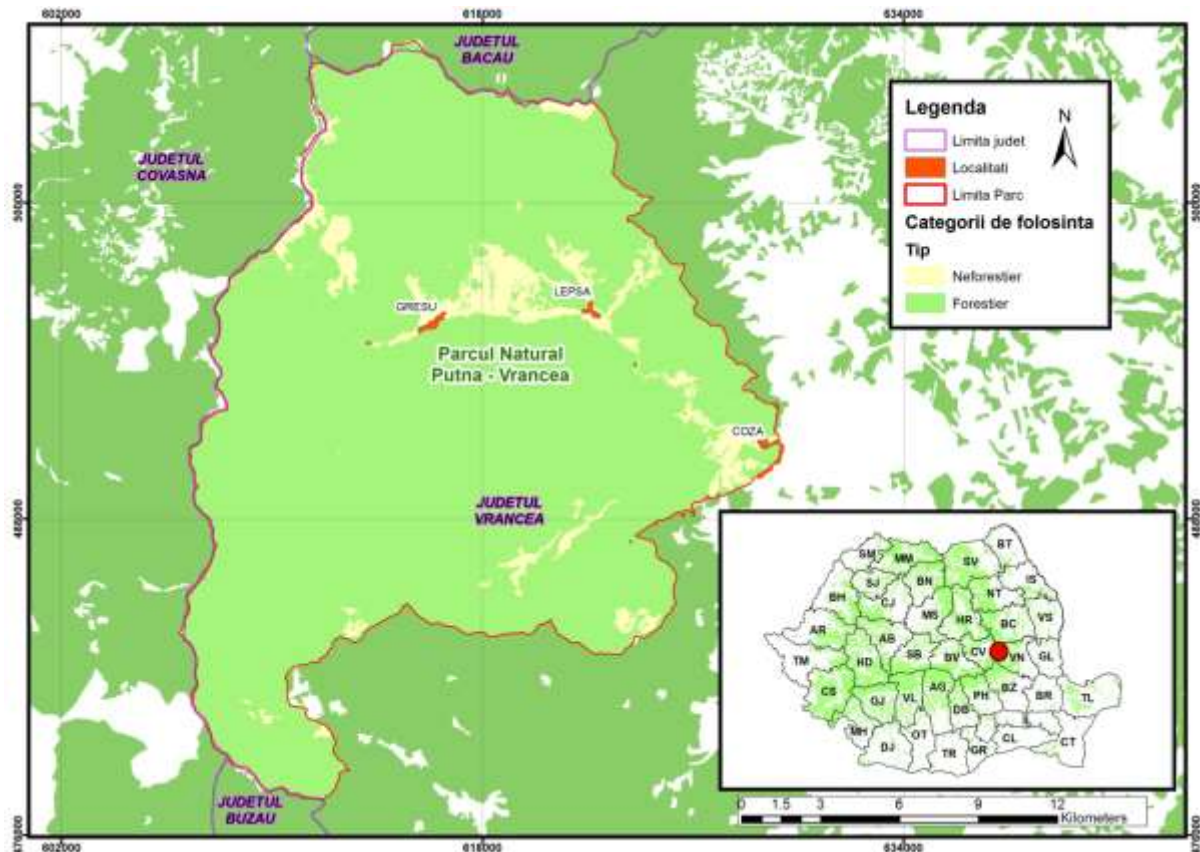 602000
618000
634000
JUDETUL
BACAU
JUDETUL
COVASNA
Legenda
N
Limita judet
Localitati
Limita Parc
Categorii de folosinta
Tip
Neforestier
Forestier
GRESU
LEPSA
Parcul Natural
Putna - Vrancea
COZA
JUDETUL
VRANCEA
JUDETUL
BUZAU
BT
SM
MM
SV
SJ
BN
IS
BH
CJ
NT
MS
HR
VS
BC
AR
AB
TM
SB
BV
CV
VN
GL
HD
CS
AG
BZ
GJ
VL
PH
BR
TL
DB
IL
MH
OT
CL
CT
DJ
TR
GR
0
1.5
3
6
9
12
Kilometers
602000
618000
634000